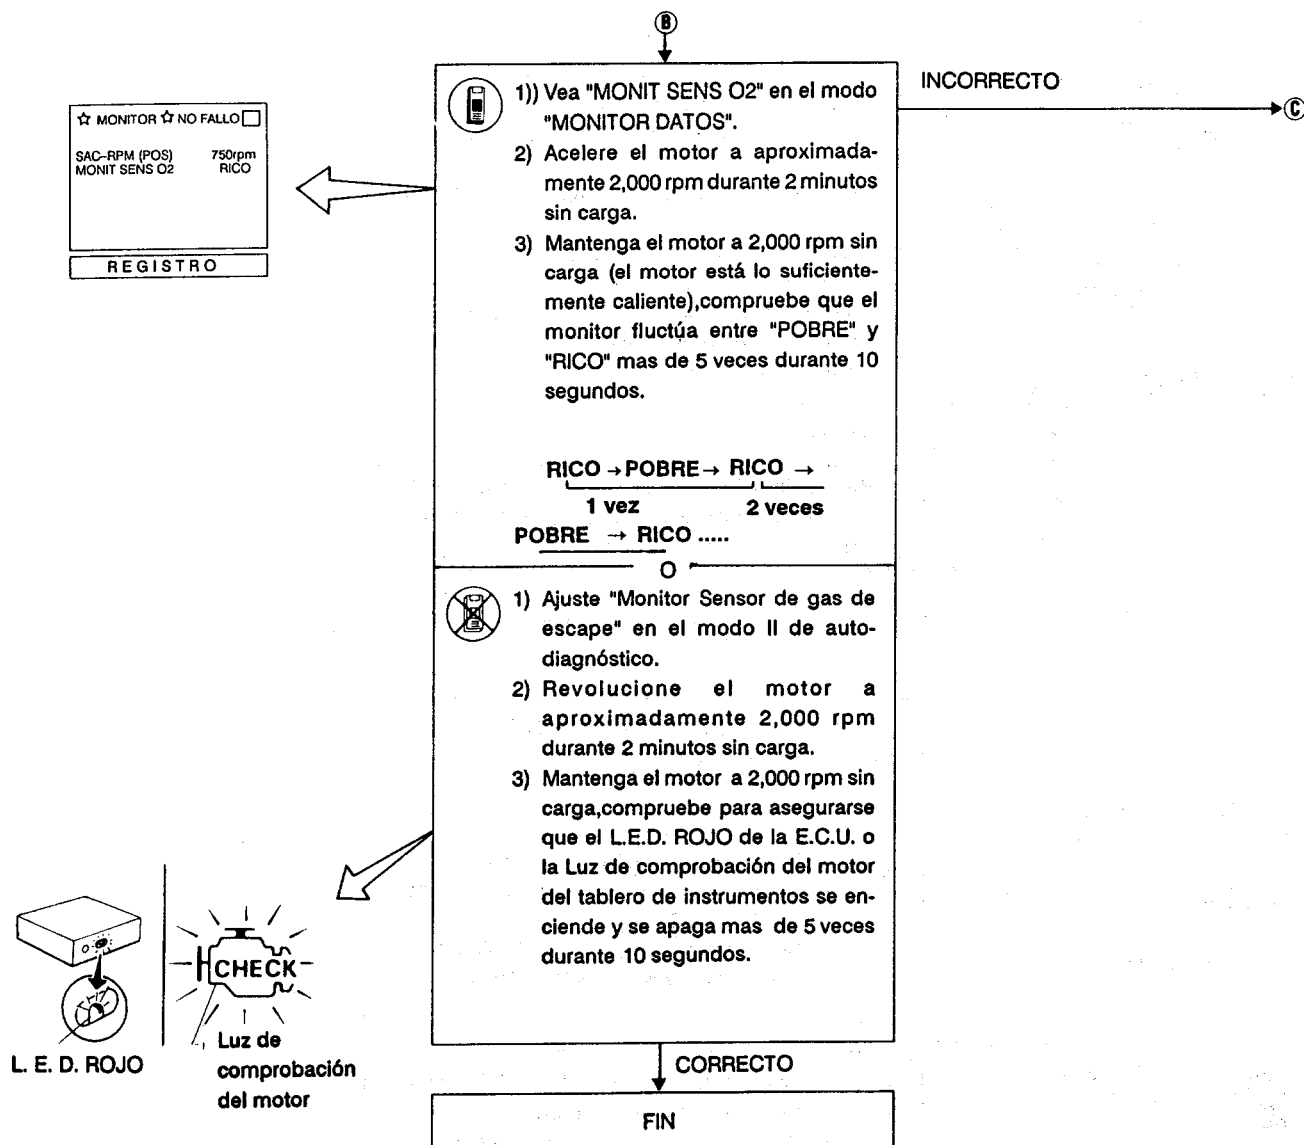 B
1)) Vea "MONIT SENS O2" en el modo
"MONITOR DATOS".
2) Acelere el motor a aproximada-
mente 2,000 rpm durante 2 minutos
sin carga.
3) Mantenga el motor a 2,000 rpm sin
carga (el motor está lo suficiente-
mente caliente),compruebe que el
monitor fluctúa entre "POBRE" y
"RICO" mas de 5 veces durante 10
segundos.
RICO → POBRE → RICO →
1 vez 2 veces
POBRE → RICO .....
INCORRECTO
C
☆ MONITOR ☆ NO FALLO
SAC-RPM (POS) 750rpm
MONIT SENS O2 RICO
REGISTRO
O
1) Ajuste "Monitor Sensor de gas de
escape" en el modo II de auto-
diagnóstico.
2) Revolucione el motor a
aproximadamente 2,000 rpm
durante 2 minutos sin carga.
3) Mantenga el motor a 2,000 rpm sin
carga,compruebe para asegurarse
que el L.E.D. ROJO de la E.C.U. o
la Luz de comprobación del motor
del tablero de instrumentos se en-
ciende y se apaga mas de 5 veces
durante 10 segundos.
CHECK
L. E. D. ROJO
Luz de
comprobación
del motor
CORRECTO
FIN